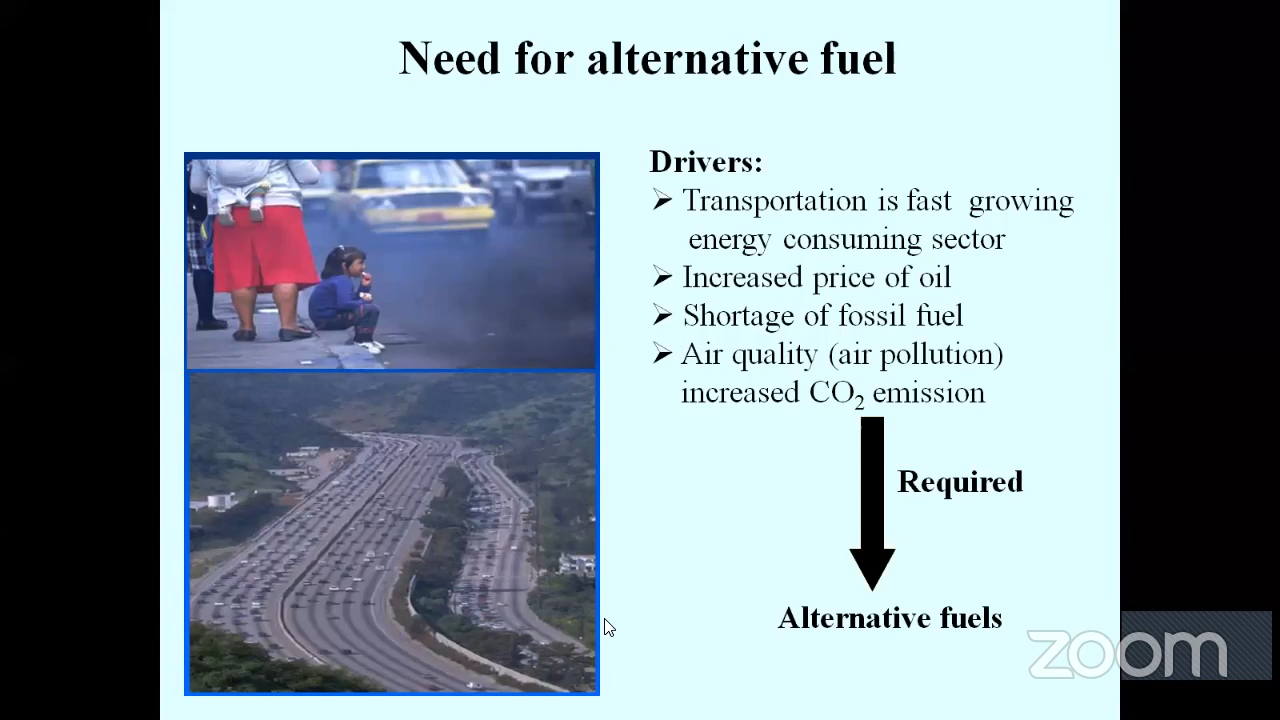 Need for alternative fuel
Drivers:
➢ Transportation is fast growing
energy consuming sector
➢ Increased price of oil
➢ Shortage of fossil fuel
➢ Air quality (air pollution)
increased CO₂ emission
Required
Alternative fuels
zoom